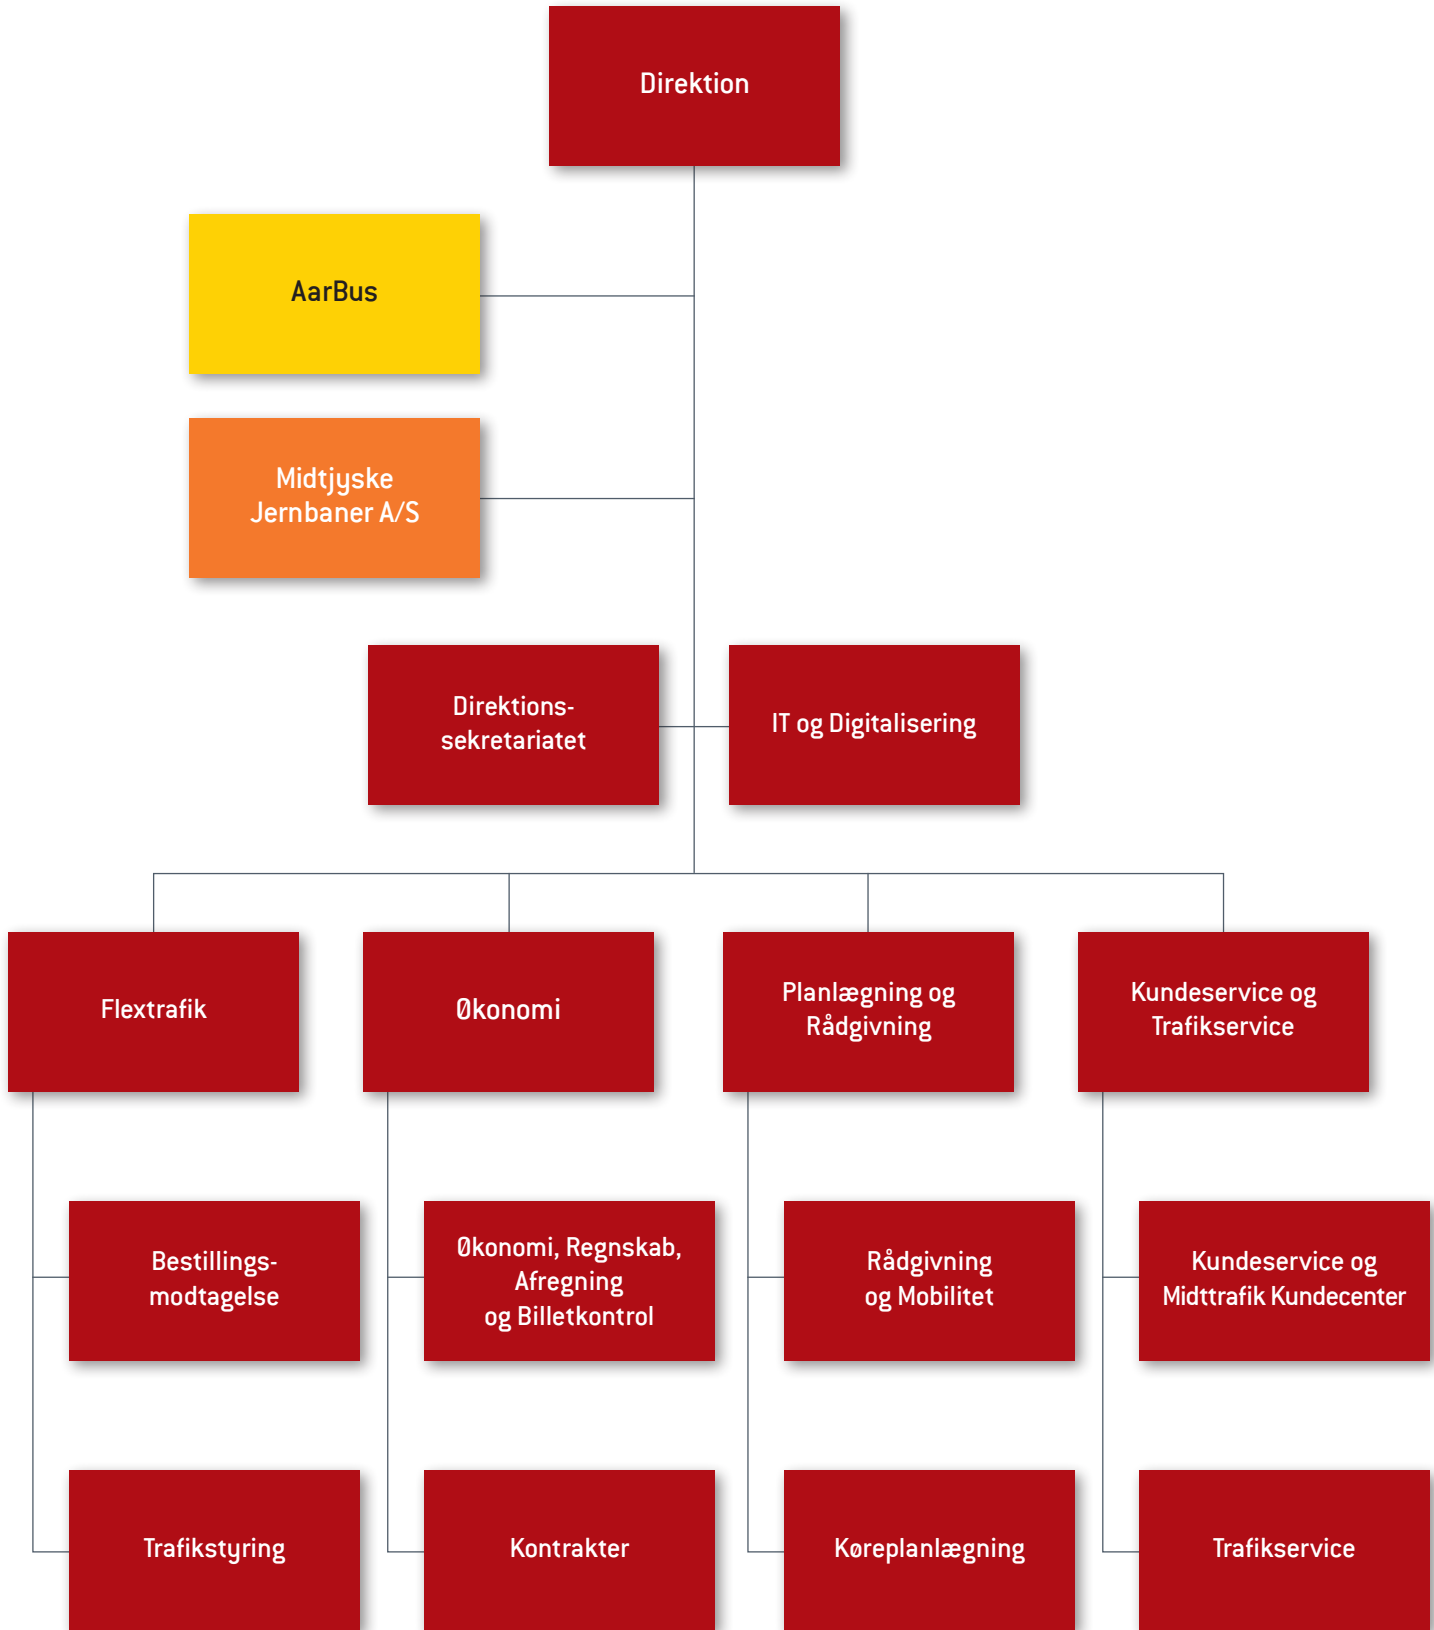 Direktion
AarBus
Midtjyske
Jernbaner A/S
Direktions-
sekretariatet
IT og Digitalisering
Flextrafik
Økonomi
Planlægning og
Rådgivning
Kundeservice og
Trafikservice
Bestillings-
modtagelse
Økonomi, Regnskab,
Afregning
og Billetkontrol
Rådgivning
og Mobilitet
Kundeservice og
Midttrafik Kundecenter
Trafikstyring
Kontrakter
Køreplanlægning
Trafikservice